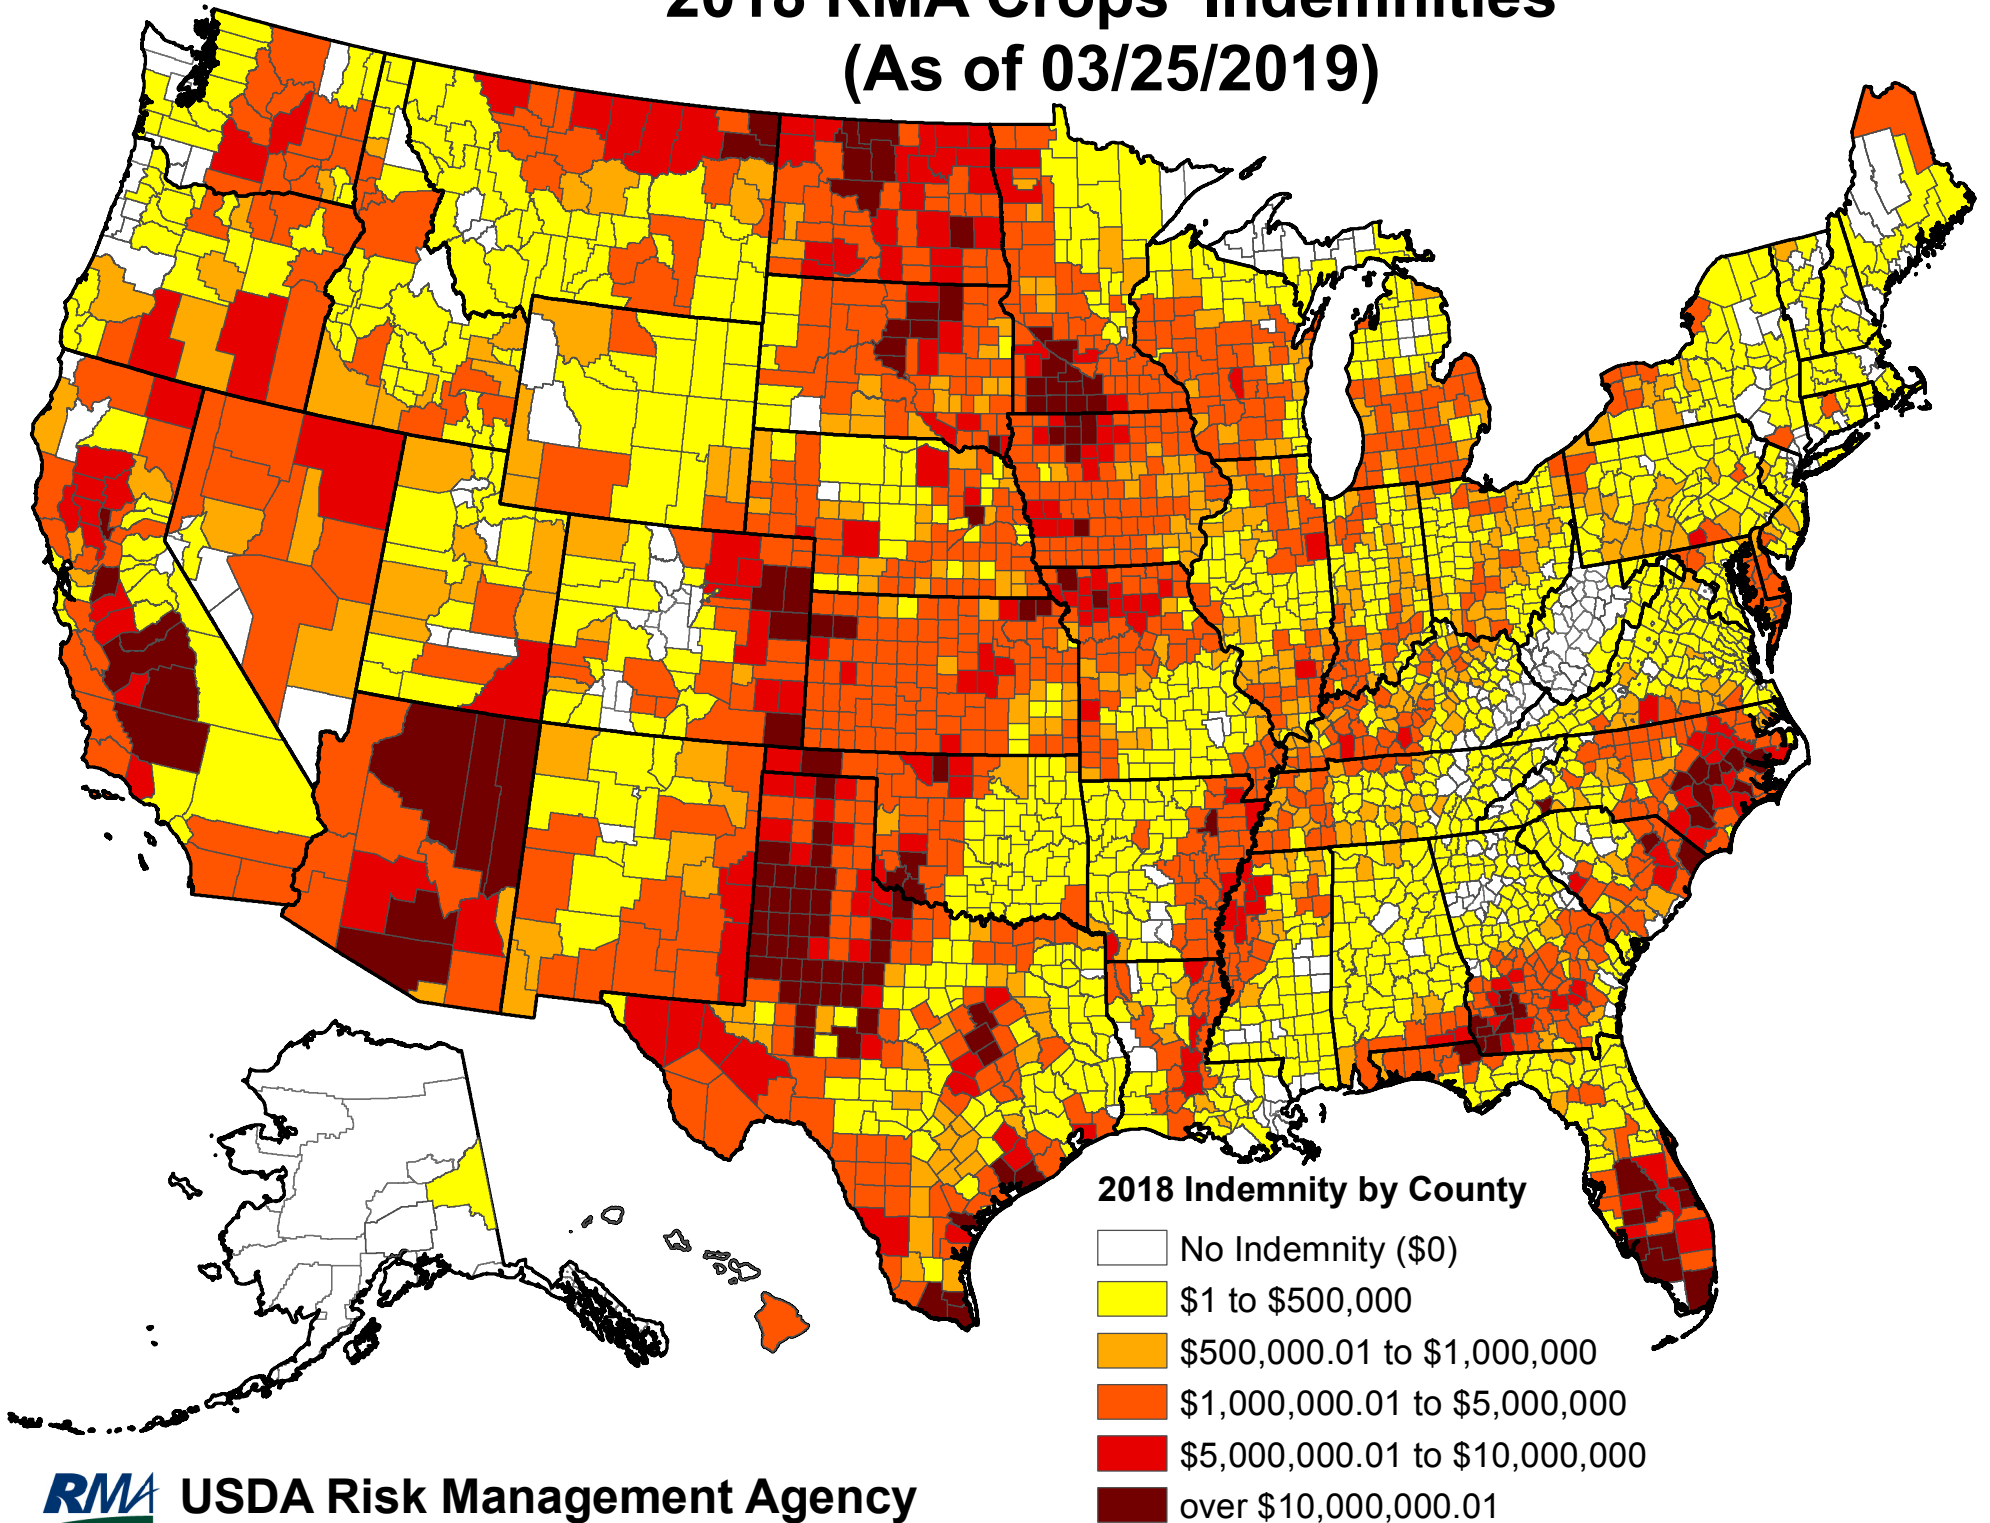 2018 RMA Crops' Indemnities
(As of 03/25/2019)
2018 Indemnity by County
No Indemnity ($0)
$1 to $500,000
$500,000.01 to $1,000,000
$1,000,000.01 to $5,000,000
$5,000,000.01 to $10,000,000
over $10,000,000.01
RMA USDA Risk Management Agency